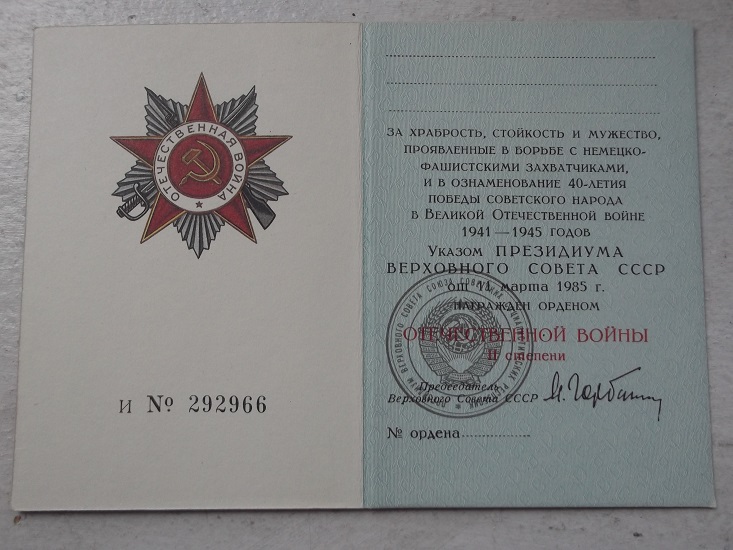 ОТЕЧЕСТВЕННАЯ ВОЙНА
И № 292966
ЗА ХРАБРОСТЬ, СТОЙКОСТЬ И МУЖЕСТВО,
ПРОЯВЛЕННЫЕ В БОРЬБЕ С НЕМЕЦКО-
ФАШИСТСКИМИ ЗАХВАТЧИКАМИ,
И В ОЗНАМЕНОВАНИЕ 40-ЛЕТИЯ
ПОБЕДЫ СОВЕТСКОГО НАРОДА
В ВЕЛИКОЙ ОТЕЧЕСТВЕННОЙ ВОЙНЕ
1941—1945 ГОДОВ
УКАЗОМ ПРЕЗИДИУМА
ВЕРХОВНОГО СОВЕТА СССР
от 11 марта 1985 г.
НАГРАЖДЕН ОРДЕНОМ
ОТЕЧЕСТВЕННОЙ ВОЙНЫ
II степени
Председатель
Верховного Совета СССР
№ ордена